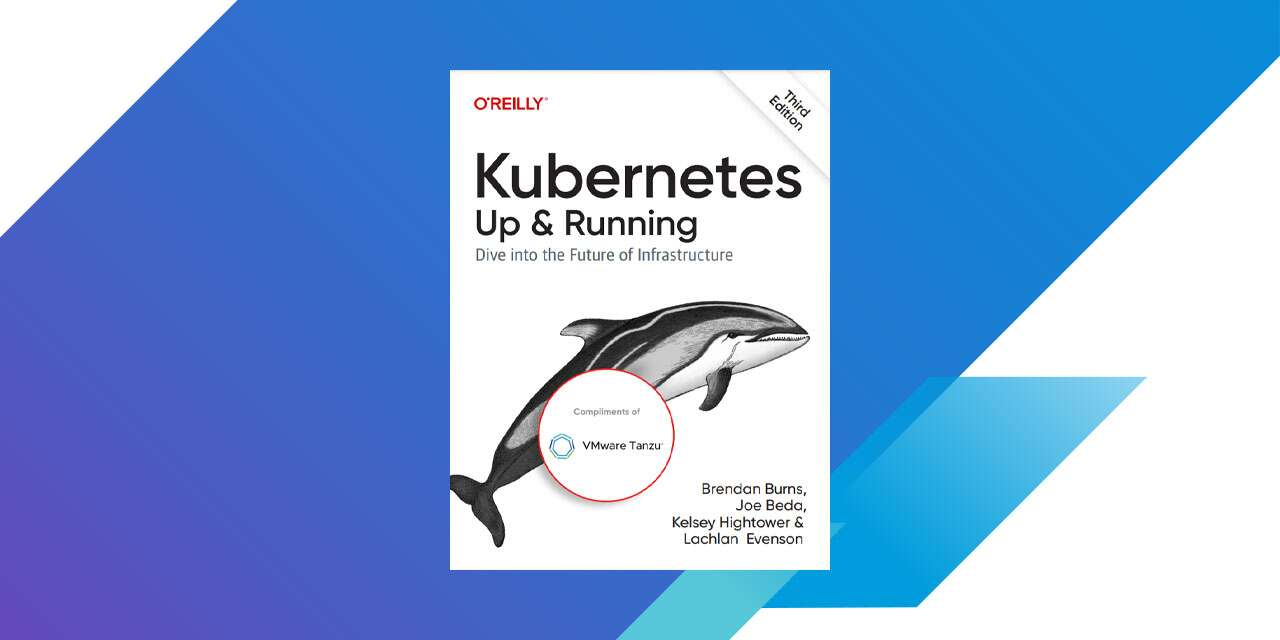 O'REILLY®
Third
Edition
Kubernetes
Up & Running
Dive into the Future of Infrastructure
Compliments of
VMware Tanzu™
Brendan Burns,
Joe Beda,
Kelsey Hightower &
Lachlan Evenson